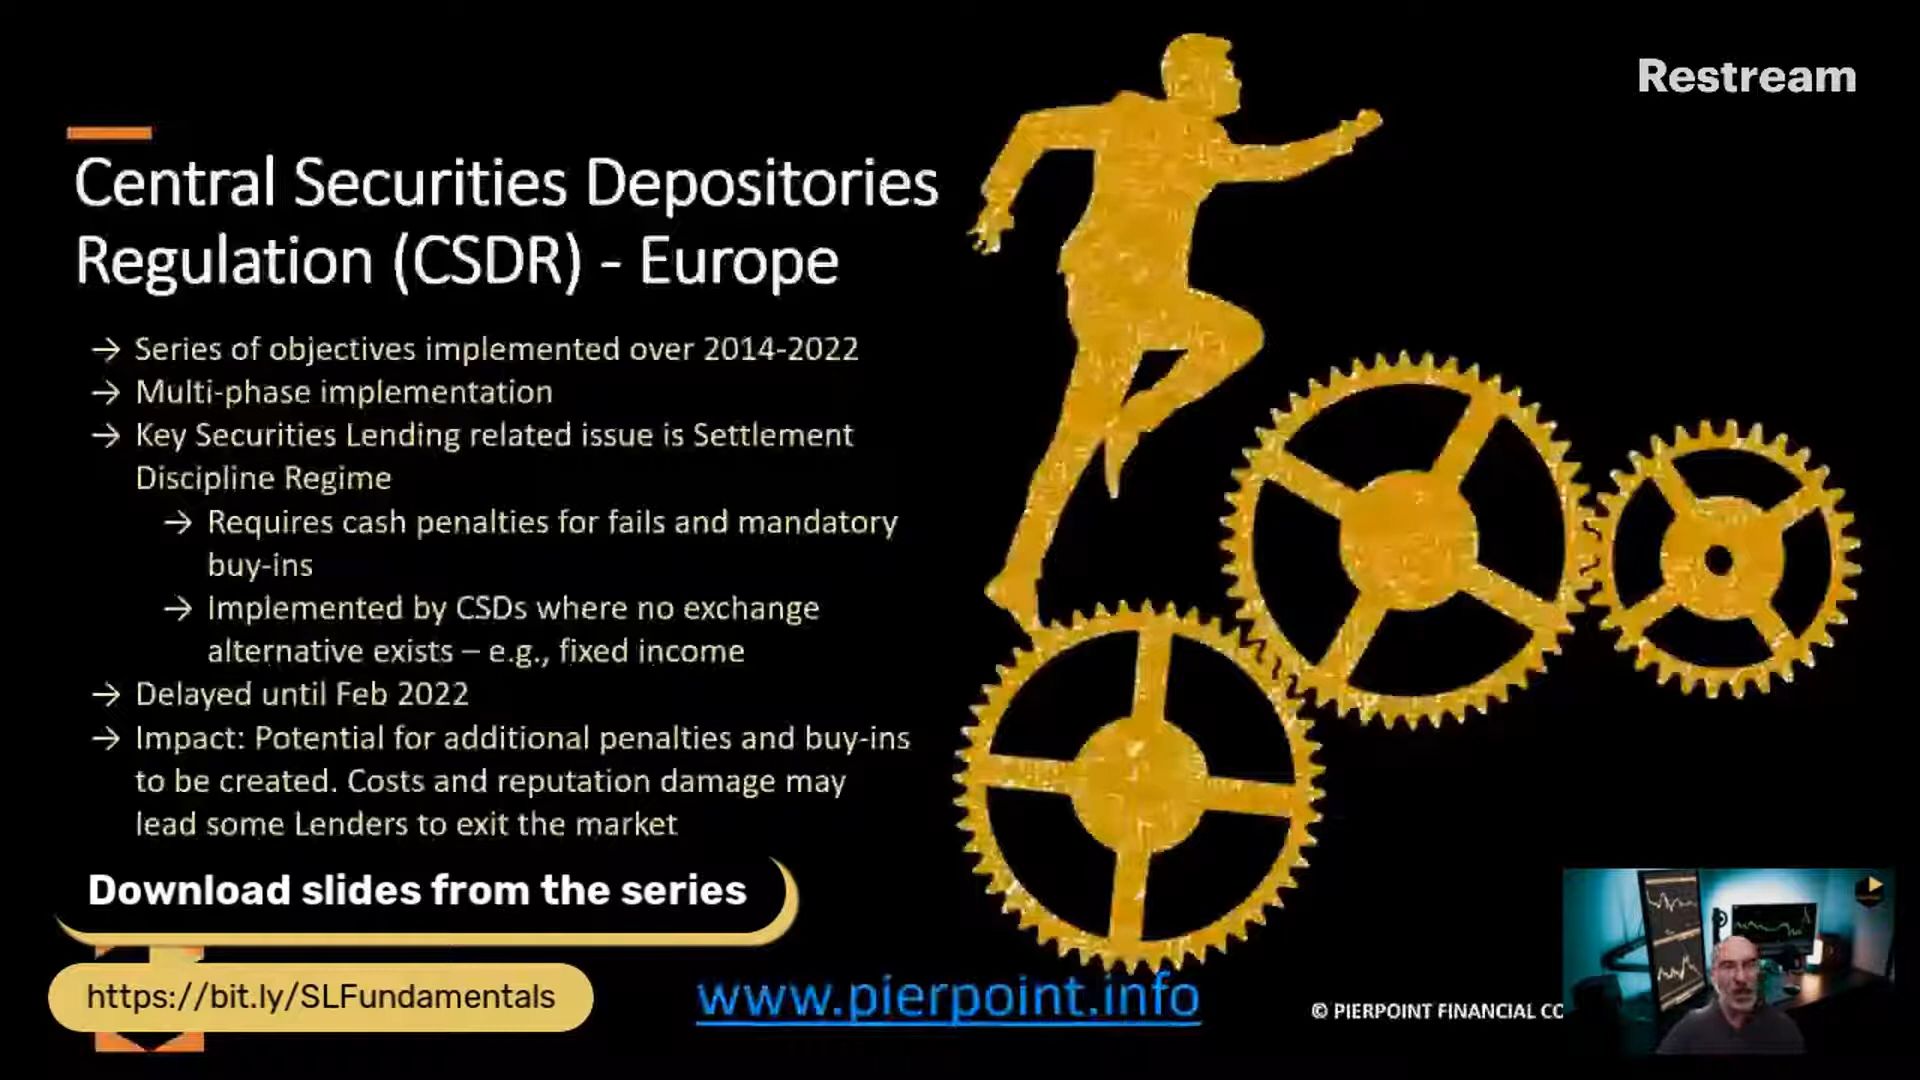 Restream
Central Securities Depositories
Regulation (CSDR) - Europe
→ Series of objectives implemented over 2014-2022
→ Multi-phase implementation
→ Key Securities Lending related issue is Settlement
Discipline Regime
→ Requires cash penalties for fails and mandatory
buy-ins
→ Implemented by CSDs where no exchange
alternative exists – e.g., fixed income
→ Delayed until Feb 2022
→ Impact: Potential for additional penalties and buy-ins
to be created. Costs and reputation damage may
lead some Lenders to exit the market
Download slides from the series
https://bit.ly/SLFundamentals
www.pierpoint.info
© PIERPOINT FINANCIAL CO